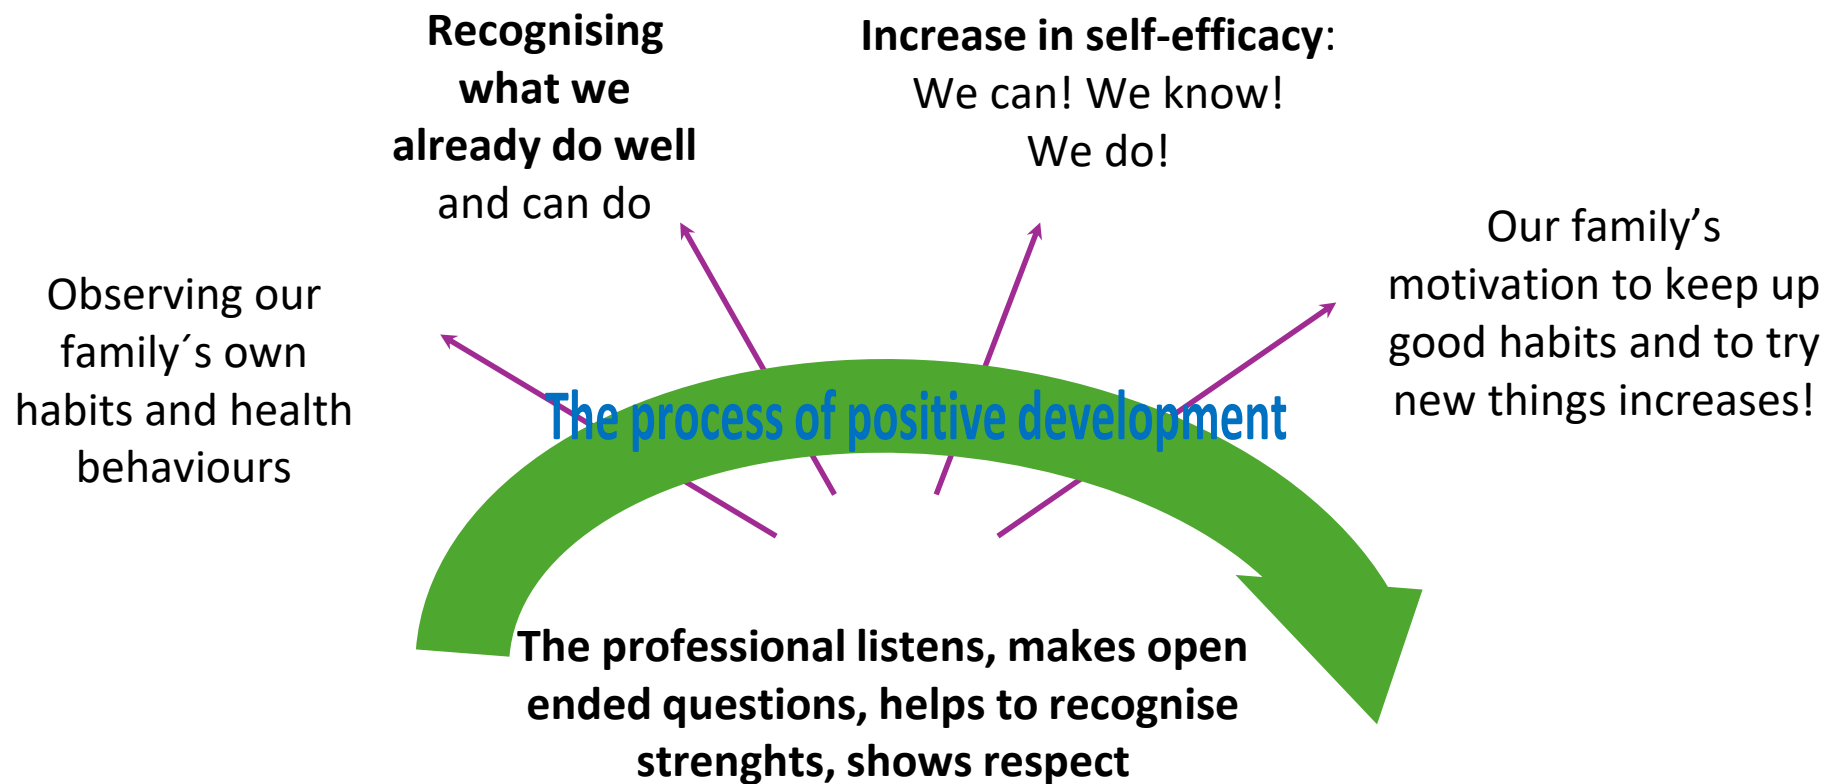 Recognising
what we
already do well
and can do
Increase in self-efficacy:
We can! We know!
We do!
Observing our
family´s own
habits and health
behaviours
Our family’s
motivation to keep up
good habits and to try
new things increases!
The process of positive development
The professional listens, makes open
ended questions, helps to recognise
strenghts, shows respect